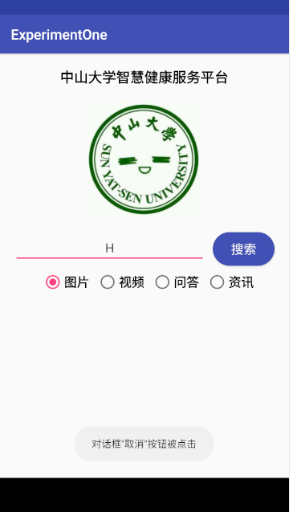 ExperimentOne
中山大学智慧健康服务平台
中山大学
SUN YAT-SEN UNIVERSITY
H 搜索
图片 视频 问答 资讯
对话框"取消"按钮被点击